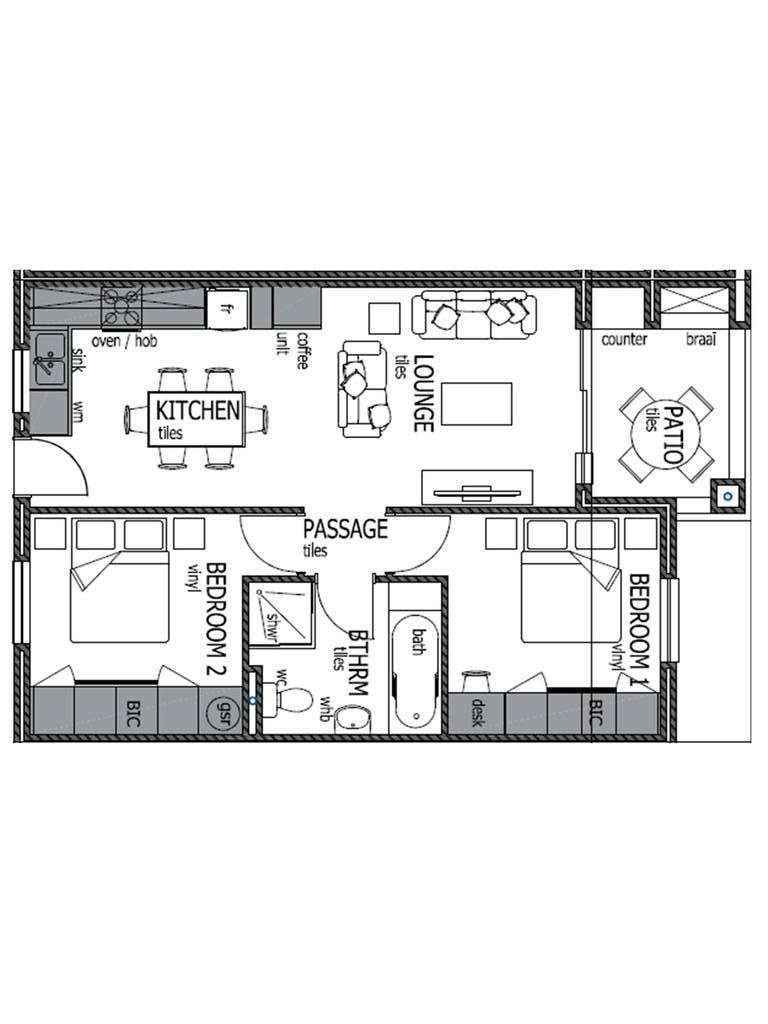 fr
oven / hob
coffee
unit
sink
wm
KITCHEN
tiles
LOUNGE
tiles
counter
braai
PATIO
tiles
PASSAGE
tiles
BEDROOM 2
vinyl
BIC
gsr
shwr
wc
BTHRM
tiles
whb
bath
BEDROOM 1
vinyl
desk
BIC